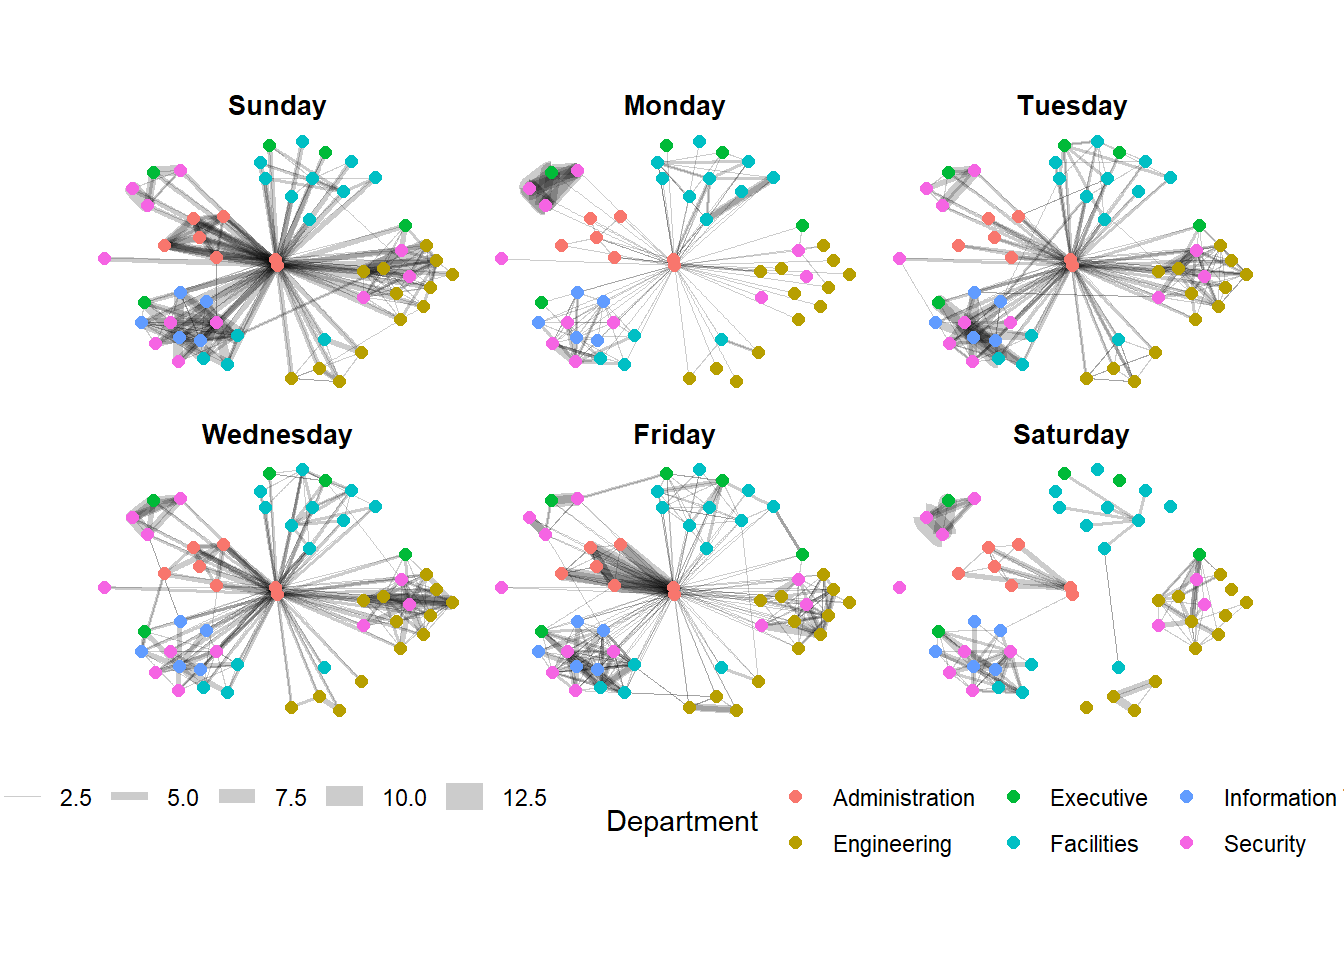 Sunday
Monday
Tuesday
Wednesday
Friday
Saturday
2.5 5.0 7.5 10.0 12.5
Department
Administration Executive Information
Engineering Facilities Security